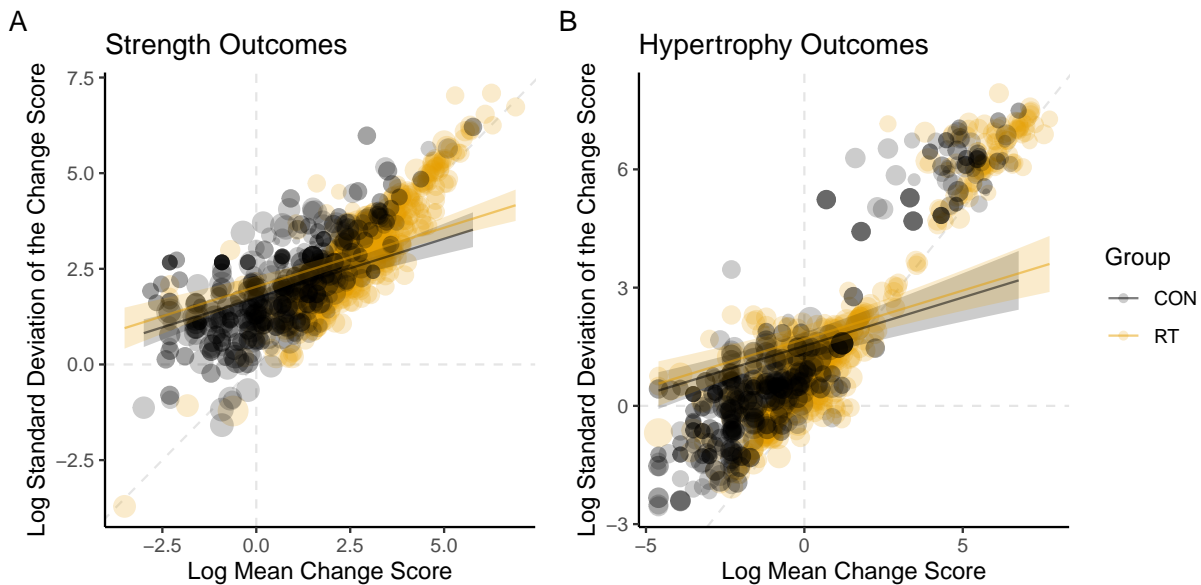 A
Strength Outcomes
7.5
5.0
2.5
0.0
−2.5
−2.5
0.0
2.5
5.0
Log Mean Change Score
Log Standard Deviation of the Change Score
B
Hypertrophy Outcomes
6
3
0
−3
−5
0
5
Log Mean Change Score
Log Standard Deviation of the Change Score
Group
CON
RT